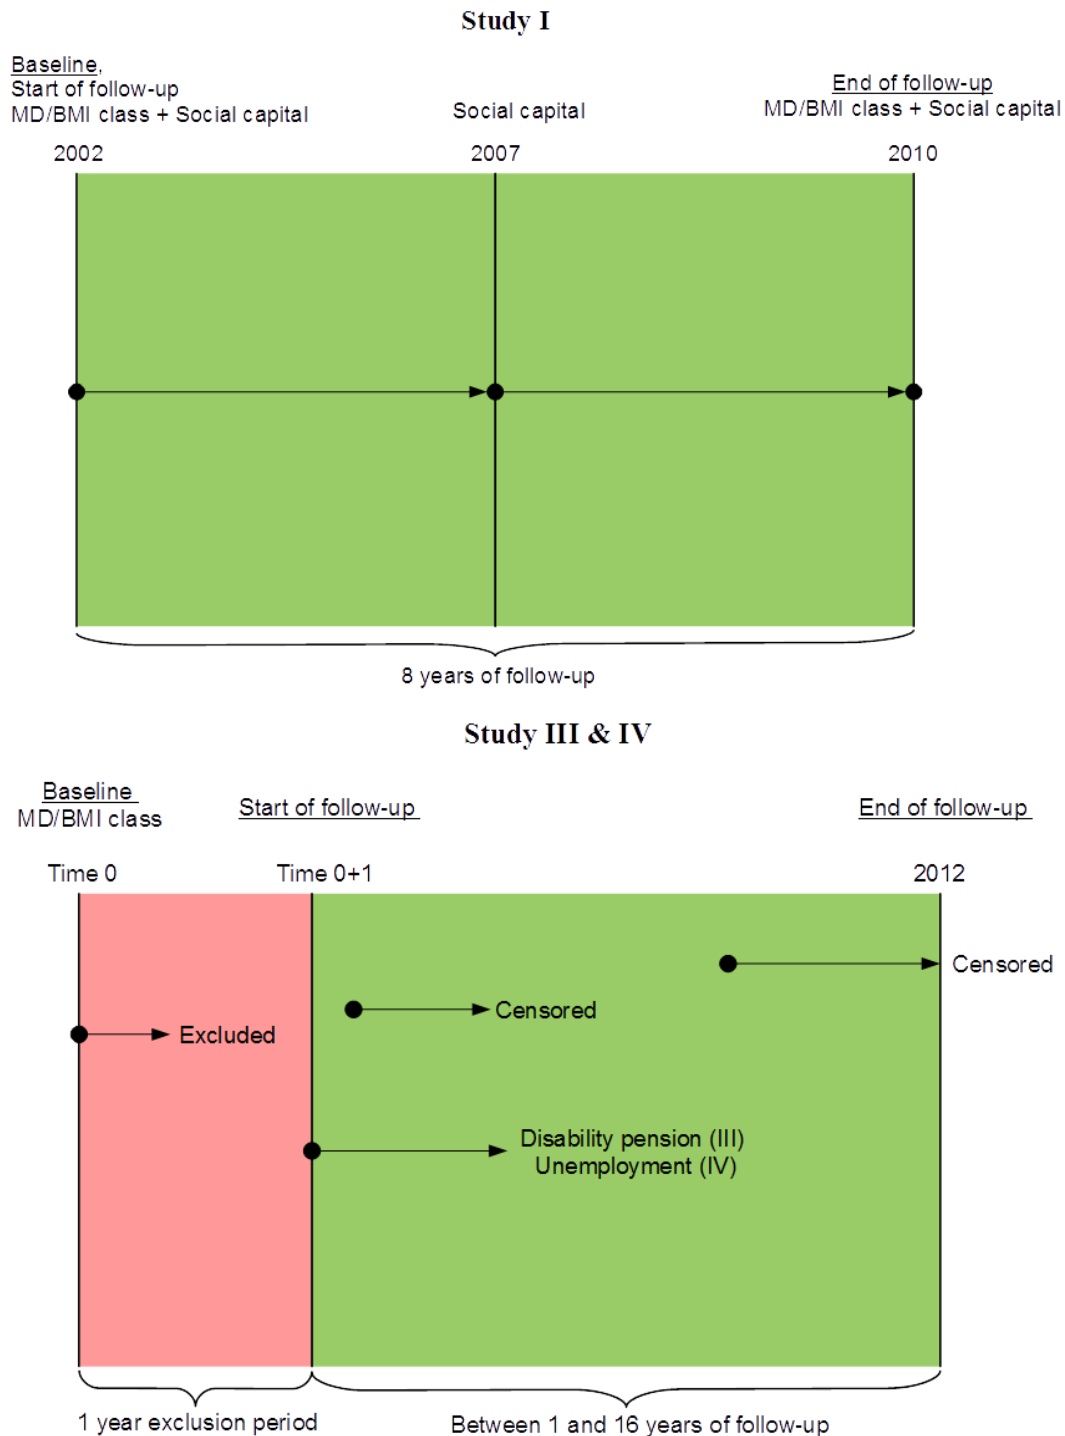 Study I
Baseline,
Start of follow-up
MD/BMI class + Social capital
Social capital
End of follow-up
MD/BMI class + Social capital
2002
2007
2010
8 years of follow-up
Study III & IV
Baseline
MD/BMI class
Start of follow-up
End of follow-up
Time 0
Time 0+1
2012
Censored
Censored
Excluded
Disability pension (III)
Unemployment (IV)
1 year exclusion period
Between 1 and 16 years of follow-up